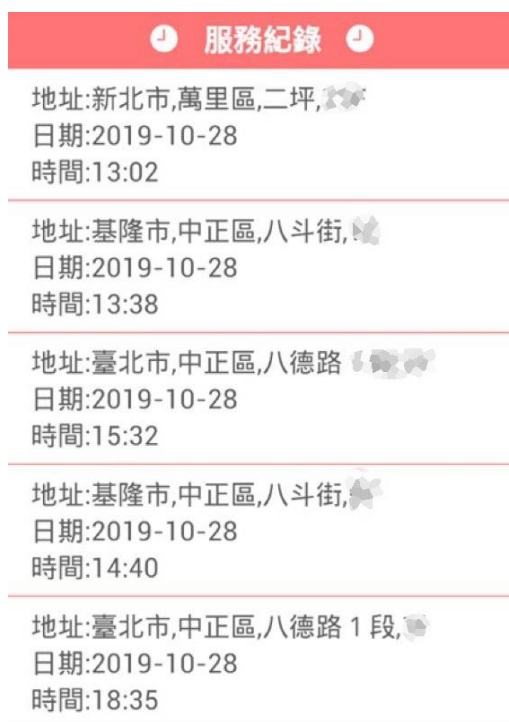 服務紀錄
地址:新北市,萬里區,二坪,
日期:2019-10-28
時間:13:02
地址:基隆市,中正區,八斗街,
日期:2019-10-28
時間:13:38
地址:臺北市,中正區,八德路
日期:2019-10-28
時間:15:32
地址:基隆市,中正區,八斗街,
日期:2019-10-28
時間:14:40
地址:臺北市,中正區,八德路 1 段,
日期:2019-10-28
時間:18:35